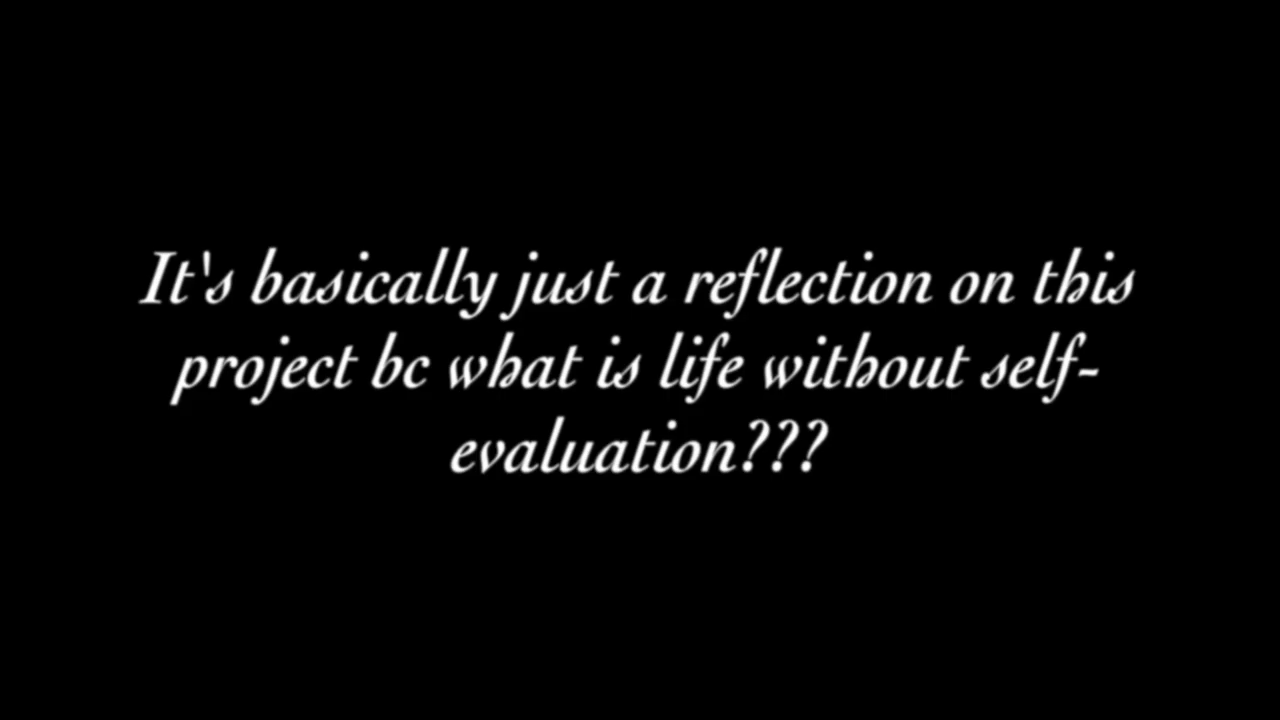 It's basically just a reflection on this
project bc what is life without self-
evaluation???